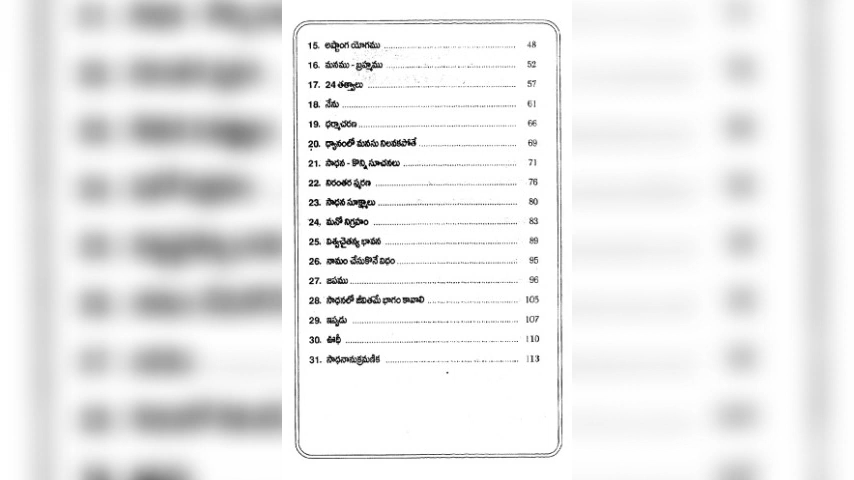 15. అష్టాంగ యోగము ........................................ 48
16. మనము - బ్రహ్మము ........................................ 52
17. 24 తత్వాలు ........................................ 57
18. నేను ........................................ 61
19. ధర్మాచరణ ........................................ 66
20. ధ్యానంలో మనసు నిలవకపోతే ........................................ 69
21. సాధన - కొన్ని సూచనలు ........................................ 71
22. నిరంతర స్మరణ ........................................ 76
23. సాధన సూక్ష్మాలు ........................................ 80
24. మనో నిగ్రహం ........................................ 83
25. విశ్వచైతన్య భావన ........................................ 89
26. నామం చేసుకొనే విధం ........................................ 95
27. జపము ........................................ 96
28. సాధనలో జీవితమే భాగం కావాలి ........................................ 105
29. ఇప్పడు ........................................ 107
30. ఊదీ ........................................ 110
31. సాధనానుక్రమణిక ........................................ 113